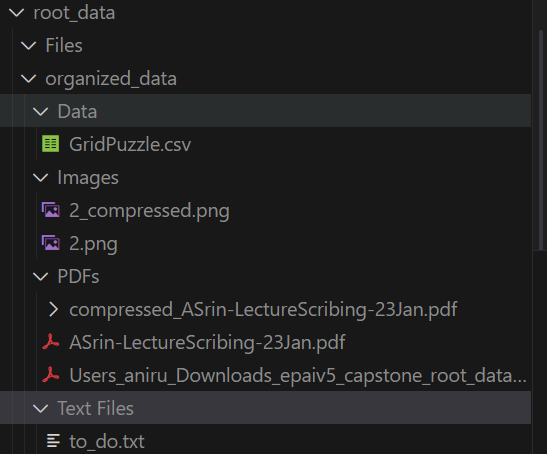 root_data
Files
organized_data
Data
GridPuzzle.csv
Images
2_compressed.png
2.png
PDFs
compressed_ASrin-LectureScribing-23Jan.pdf
ASrin-LectureScribing-23Jan.pdf
Users_aniru_Downloads_epaiv5_capstone_root_data...
Text Files
to_do.txt